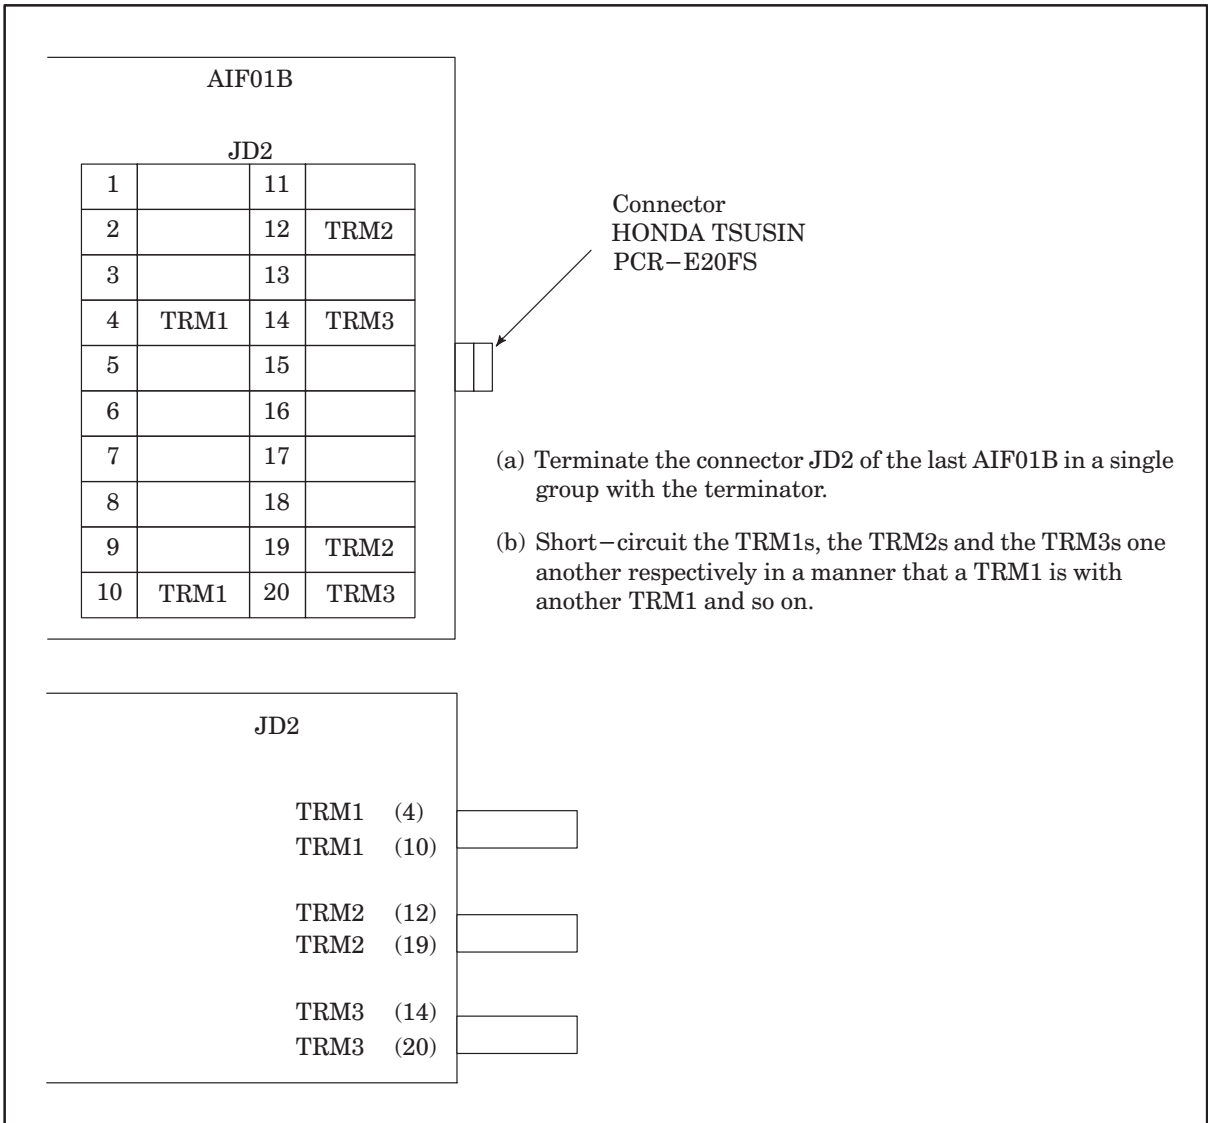 AIF01B
JD2
1 11
2 12 TRM2
3 13
4 TRM1 14 TRM3
5 15
6 16
7 17
8 18
9 19 TRM2
10 TRM1 20 TRM3
Connector
HONDA TSUSIN
PCR−E20FS
(a) Terminate the connector JD2 of the last AIF01B in a single
group with the terminator.
(b) Short−circuit the TRM1s, the TRM2s and the TRM3s one
another respectively in a manner that a TRM1 is with
another TRM1 and so on.
JD2
TRM1 (4)
TRM1 (10)
TRM2 (12)
TRM2 (19)
TRM3 (14)
TRM3 (20)